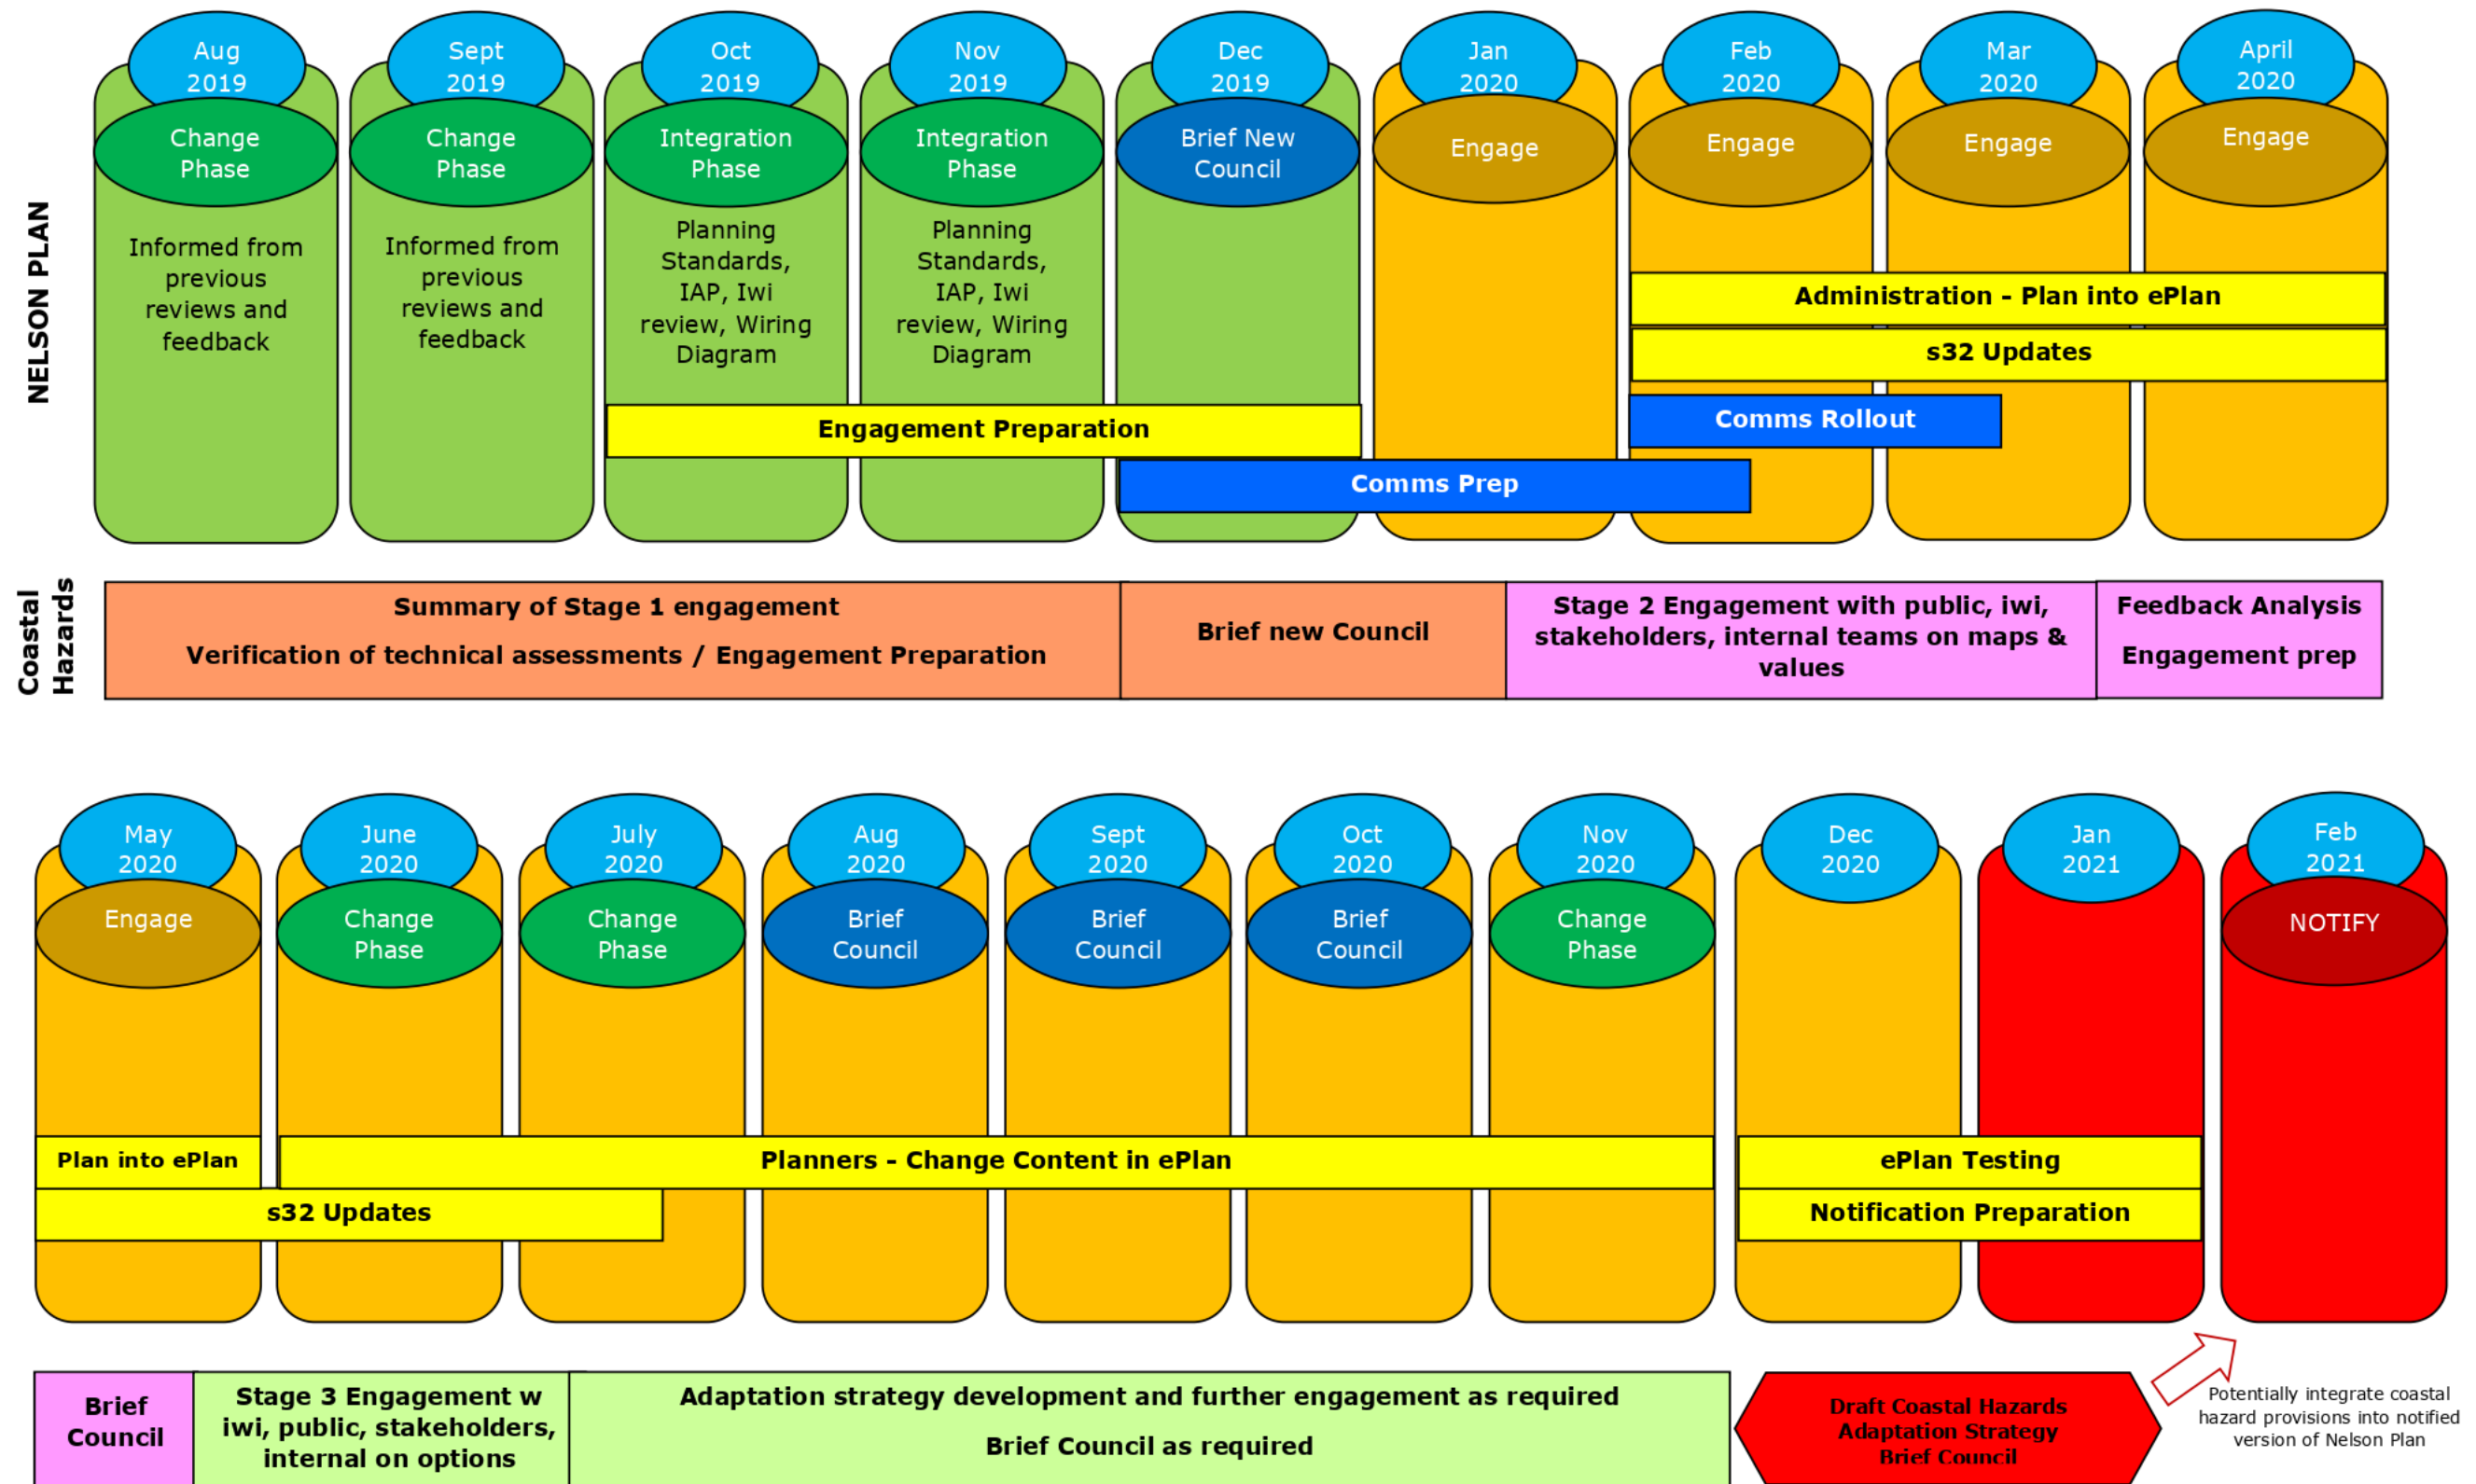 NELSON PLAN
Aug
2019
Change
Phase
Informed from
previous
reviews and
feedback
Sept
2019
Change
Phase
Informed from
previous
reviews and
feedback
Oct
2019
Integration
Phase
Planning
Standards,
IAP, Iwi
review, Wiring
Diagram
Nov
2019
Integration
Phase
Planning
Standards,
IAP, Iwi
review, Wiring
Diagram
Dec
2019
Brief New
Council
Jan
2020
Engage
Feb
2020
Engage
Mar
2020
Engage
April
2020
Engage
Administration - Plan into ePlan
s32 Updates
Comms Rollout
Engagement Preparation
Comms Prep
Coastal
Hazards
Summary of Stage 1 engagement
Verification of technical assessments / Engagement Preparation
Brief new Council
Stage 2 Engagement with public, iwi,
stakeholders, internal teams on maps &
values
Feedback Analysis
Engagement prep
May
2020
Engage
June
2020
Change
Phase
July
2020
Change
Phase
Aug
2020
Brief
Council
Sept
2020
Brief
Council
Oct
2020
Brief
Council
Nov
2020
Change
Phase
Dec
2020
Jan
2021
Feb
2021
NOTIFY
Plan into ePlan
Planners - Change Content in ePlan
ePlan Testing
s32 Updates
Notification Preparation
Brief
Council
Stage 3 Engagement w
iwi, public, stakeholders,
internal on options
Adaptation strategy development and further engagement as required
Brief Council as required
Draft Coastal Hazards
Adaptation Strategy
Brief Council
Potentially integrate coastal
hazard provisions into notified
version of Nelson Plan